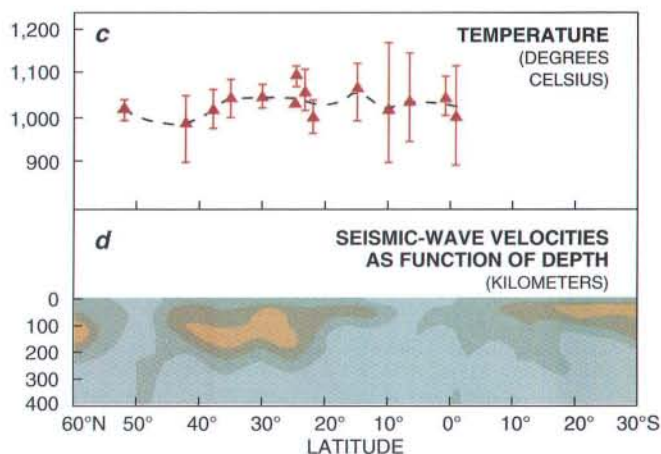 c
TEMPERATURE
(DEGREES
CELSIUS)
1,200
1,100
1,000
900
d
SEISMIC-WAVE VELOCITIES
AS FUNCTION OF DEPTH
(KILOMETERS)
0
100
200
300
400
60°N 50° 40° 30° 20° 10° 0° 10° 20° 30°S
LATITUDE